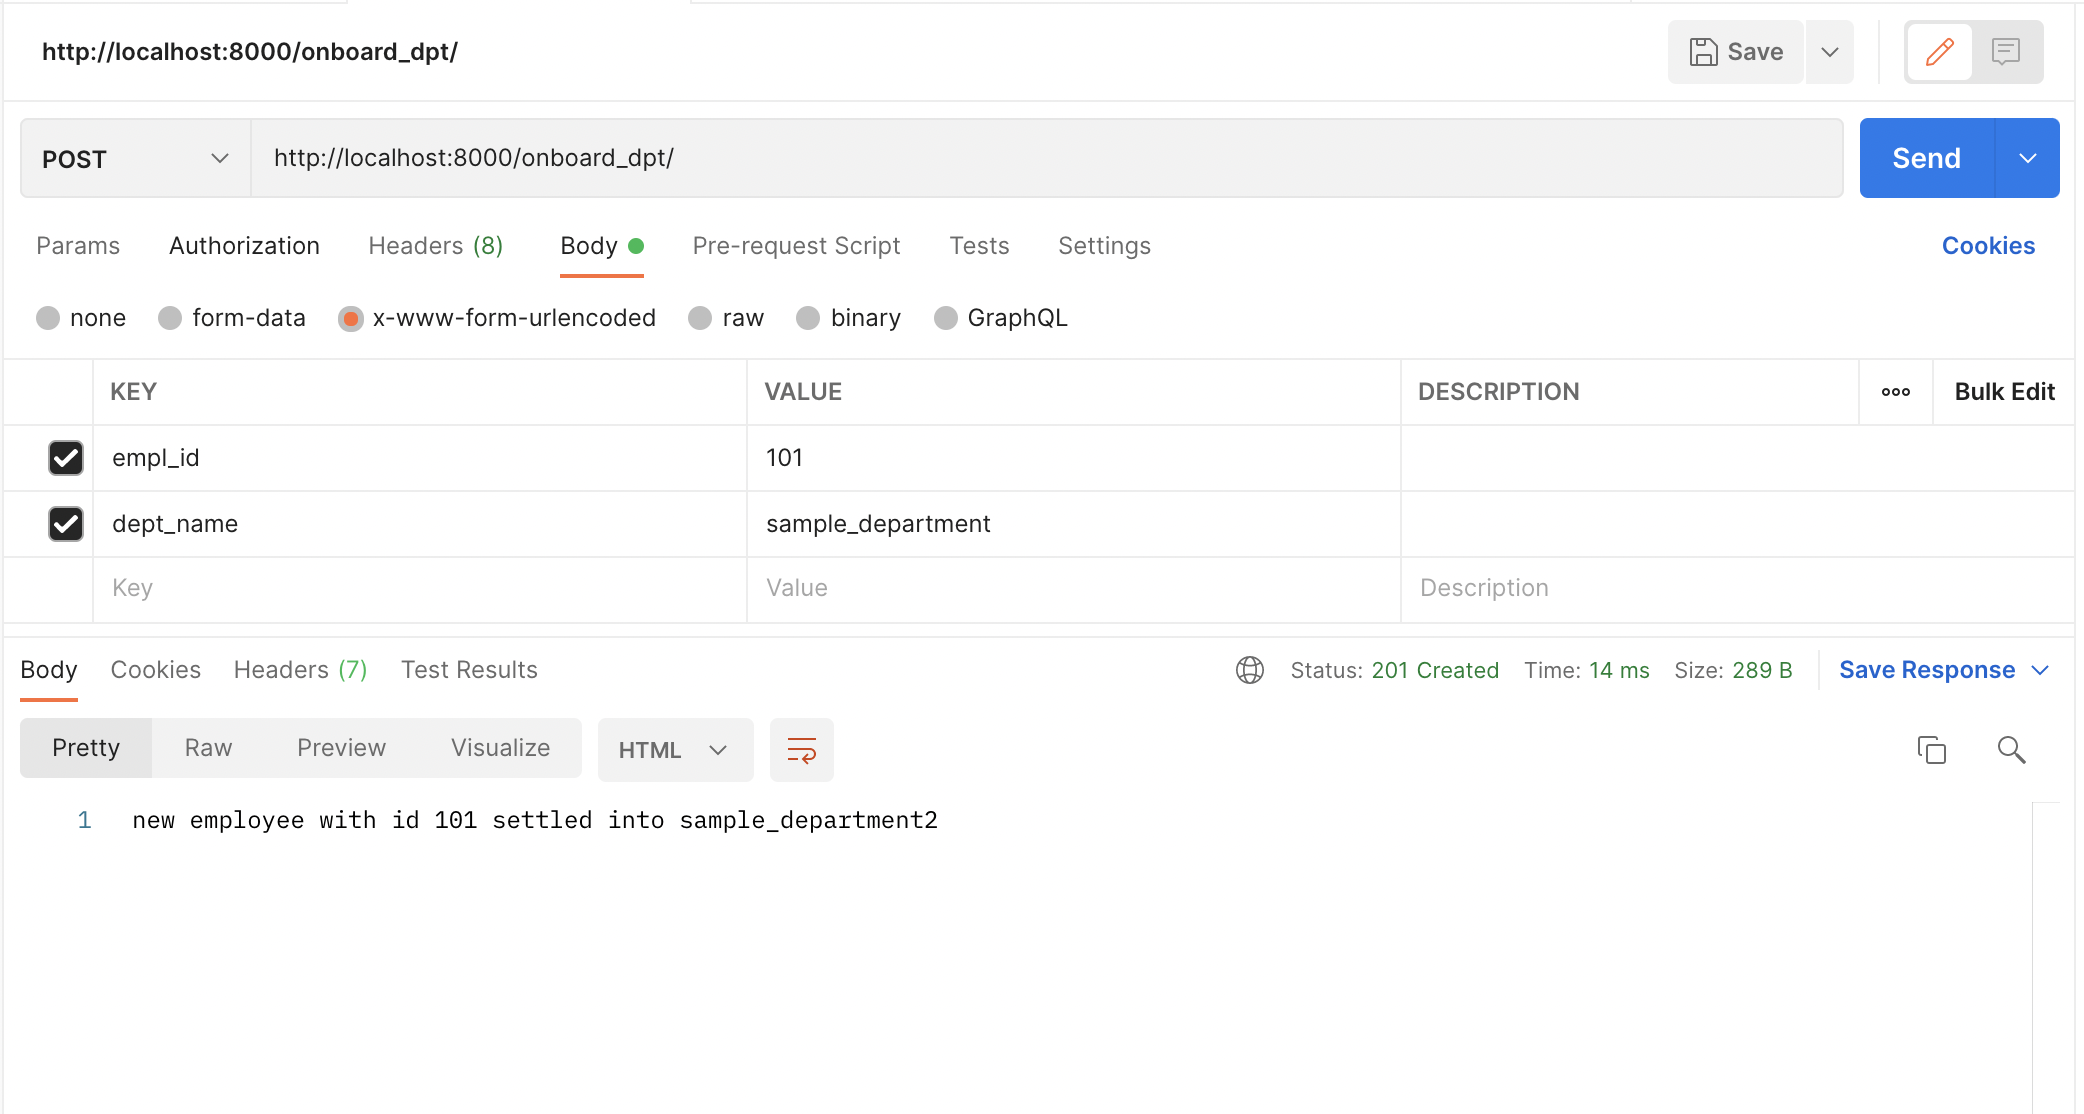 http://localhost:8000/onboard_dpt/
Save
POST http://localhost:8000/onboard_dpt/ Send
Params Authorization Headers (8) Body Pre-request Script Tests Settings Cookies
none form-data x-www-form-urlencoded raw binary GraphQL
KEY VALUE DESCRIPTION Bulk Edit
empl_id 101
dept_name sample_department
Key Value Description
Body Cookies Headers (7) Test Results Status: 201 Created Time: 14 ms Size: 289 B Save Response
Pretty Raw Preview Visualize HTML
1 new employee with id 101 settled into sample_department2